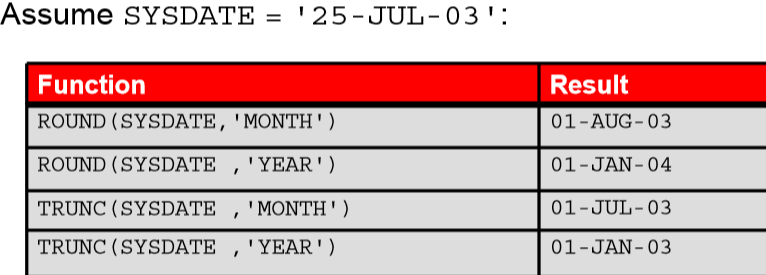 Assume SYSDATE = '25-JUL-03':
Function Result
ROUND(SYSDATE,'MONTH') 01-AUG-03
ROUND(SYSDATE ,'YEAR') 01-JAN-04
TRUNC(SYSDATE ,'MONTH') 01-JUL-03
TRUNC(SYSDATE ,'YEAR') 01-JAN-03